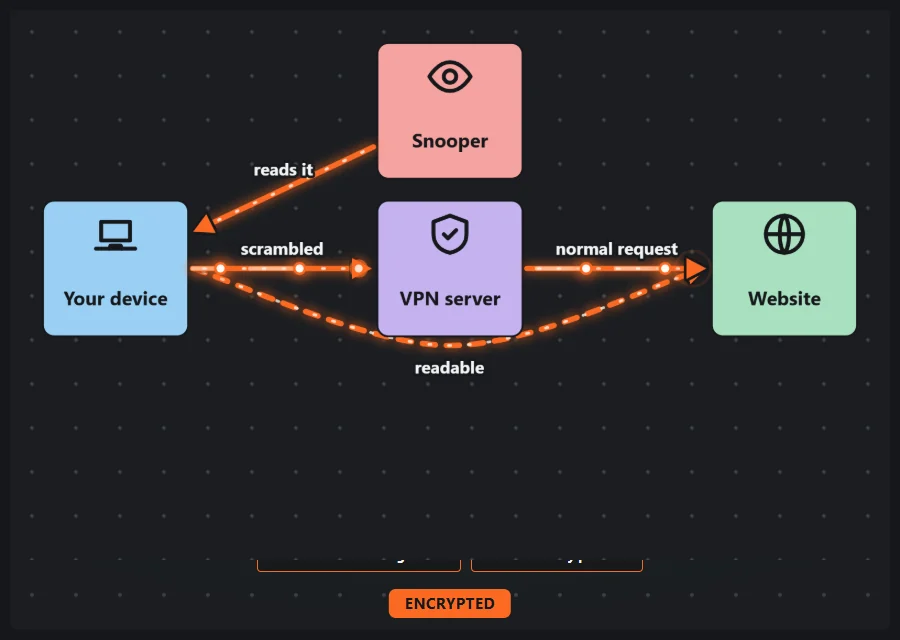 Snooper
reads it
scrambled
normal request
Your device
VPN server
Website
readable
ENCRYPTED